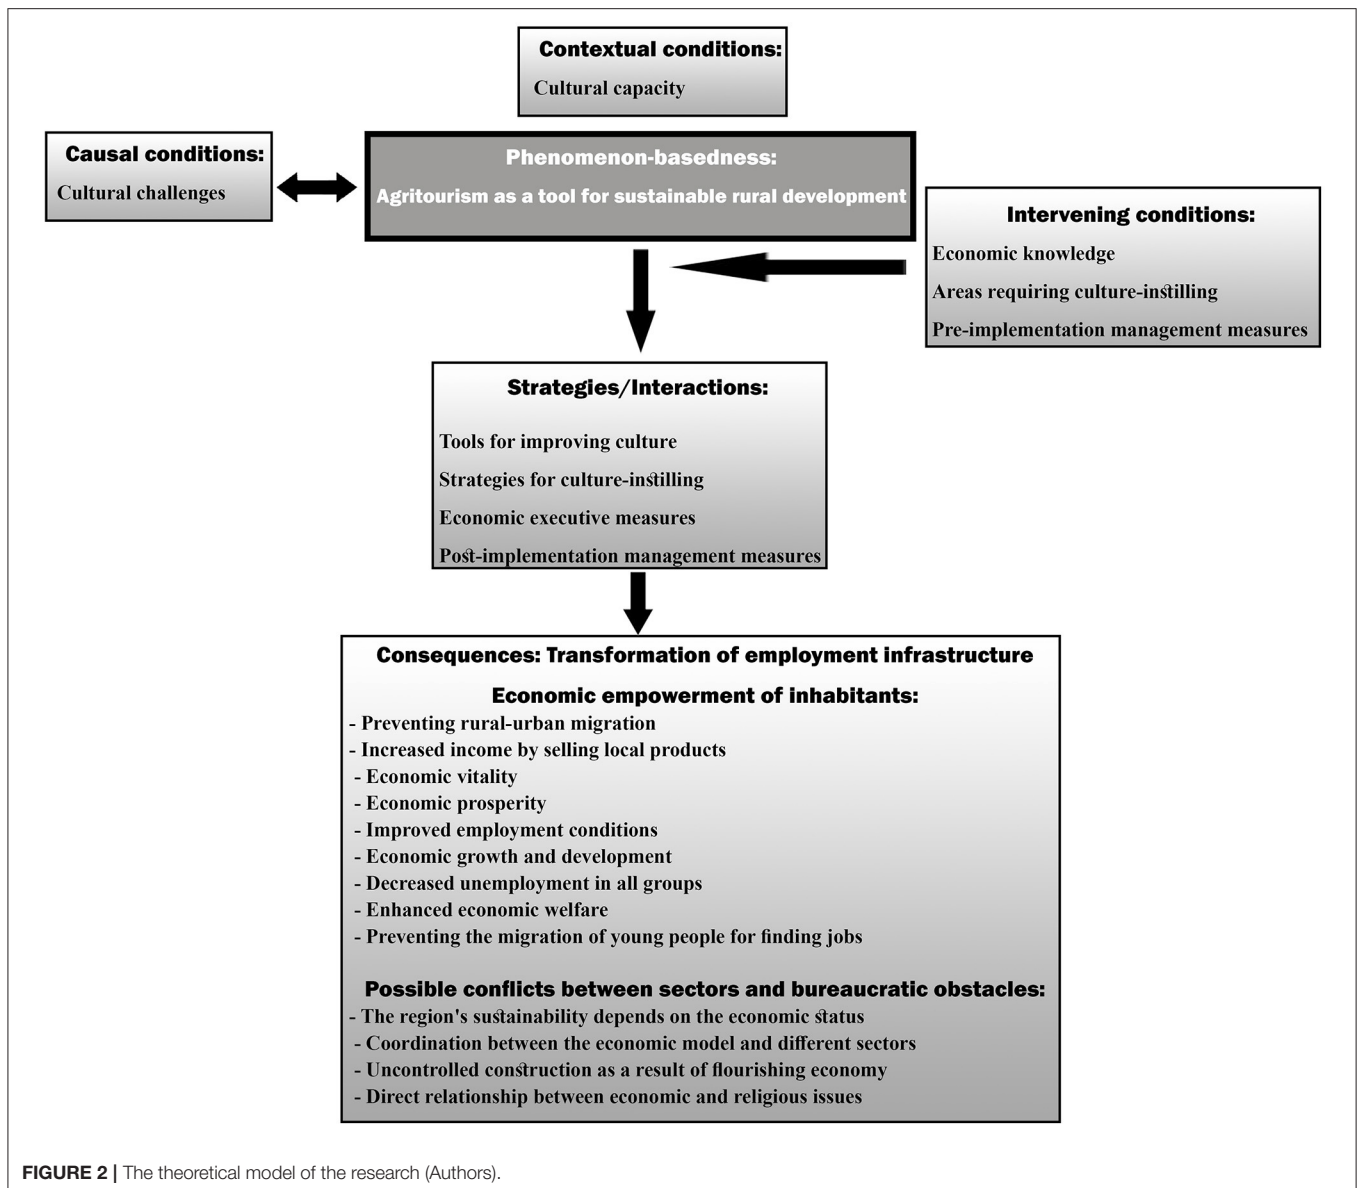 Contextual conditions:
Cultural capacity
Causal conditions:
Cultural challenges
Phenomenon-basedness:
Agritourism as a tool for sustainable rural development
Intervening conditions:
Economic knowledge
Areas requiring culture-instilling
Pre-implementation management measures
Strategies/Interactions:
Tools for improving culture
Strategies for culture-instilling
Economic executive measures
Post-implementation management measures
Consequences: Transformation of employment infrastructure
Economic empowerment of inhabitants:
- Preventing rural-urban migration
- Increased income by selling local products
- Economic vitality
- Economic prosperity
- Improved employment conditions
- Economic growth and development
- Decreased unemployment in all groups
- Enhanced economic welfare
- Preventing the migration of young people for finding jobs
Possible conflicts between sectors and bureaucratic obstacles:
- The region's sustainability depends on the economic status
- Coordination between the economic model and different sectors
- Uncontrolled construction as a result of flourishing economy
- Direct relationship between economic and religious issues
FIGURE 2 | The theoretical model of the research (Authors).